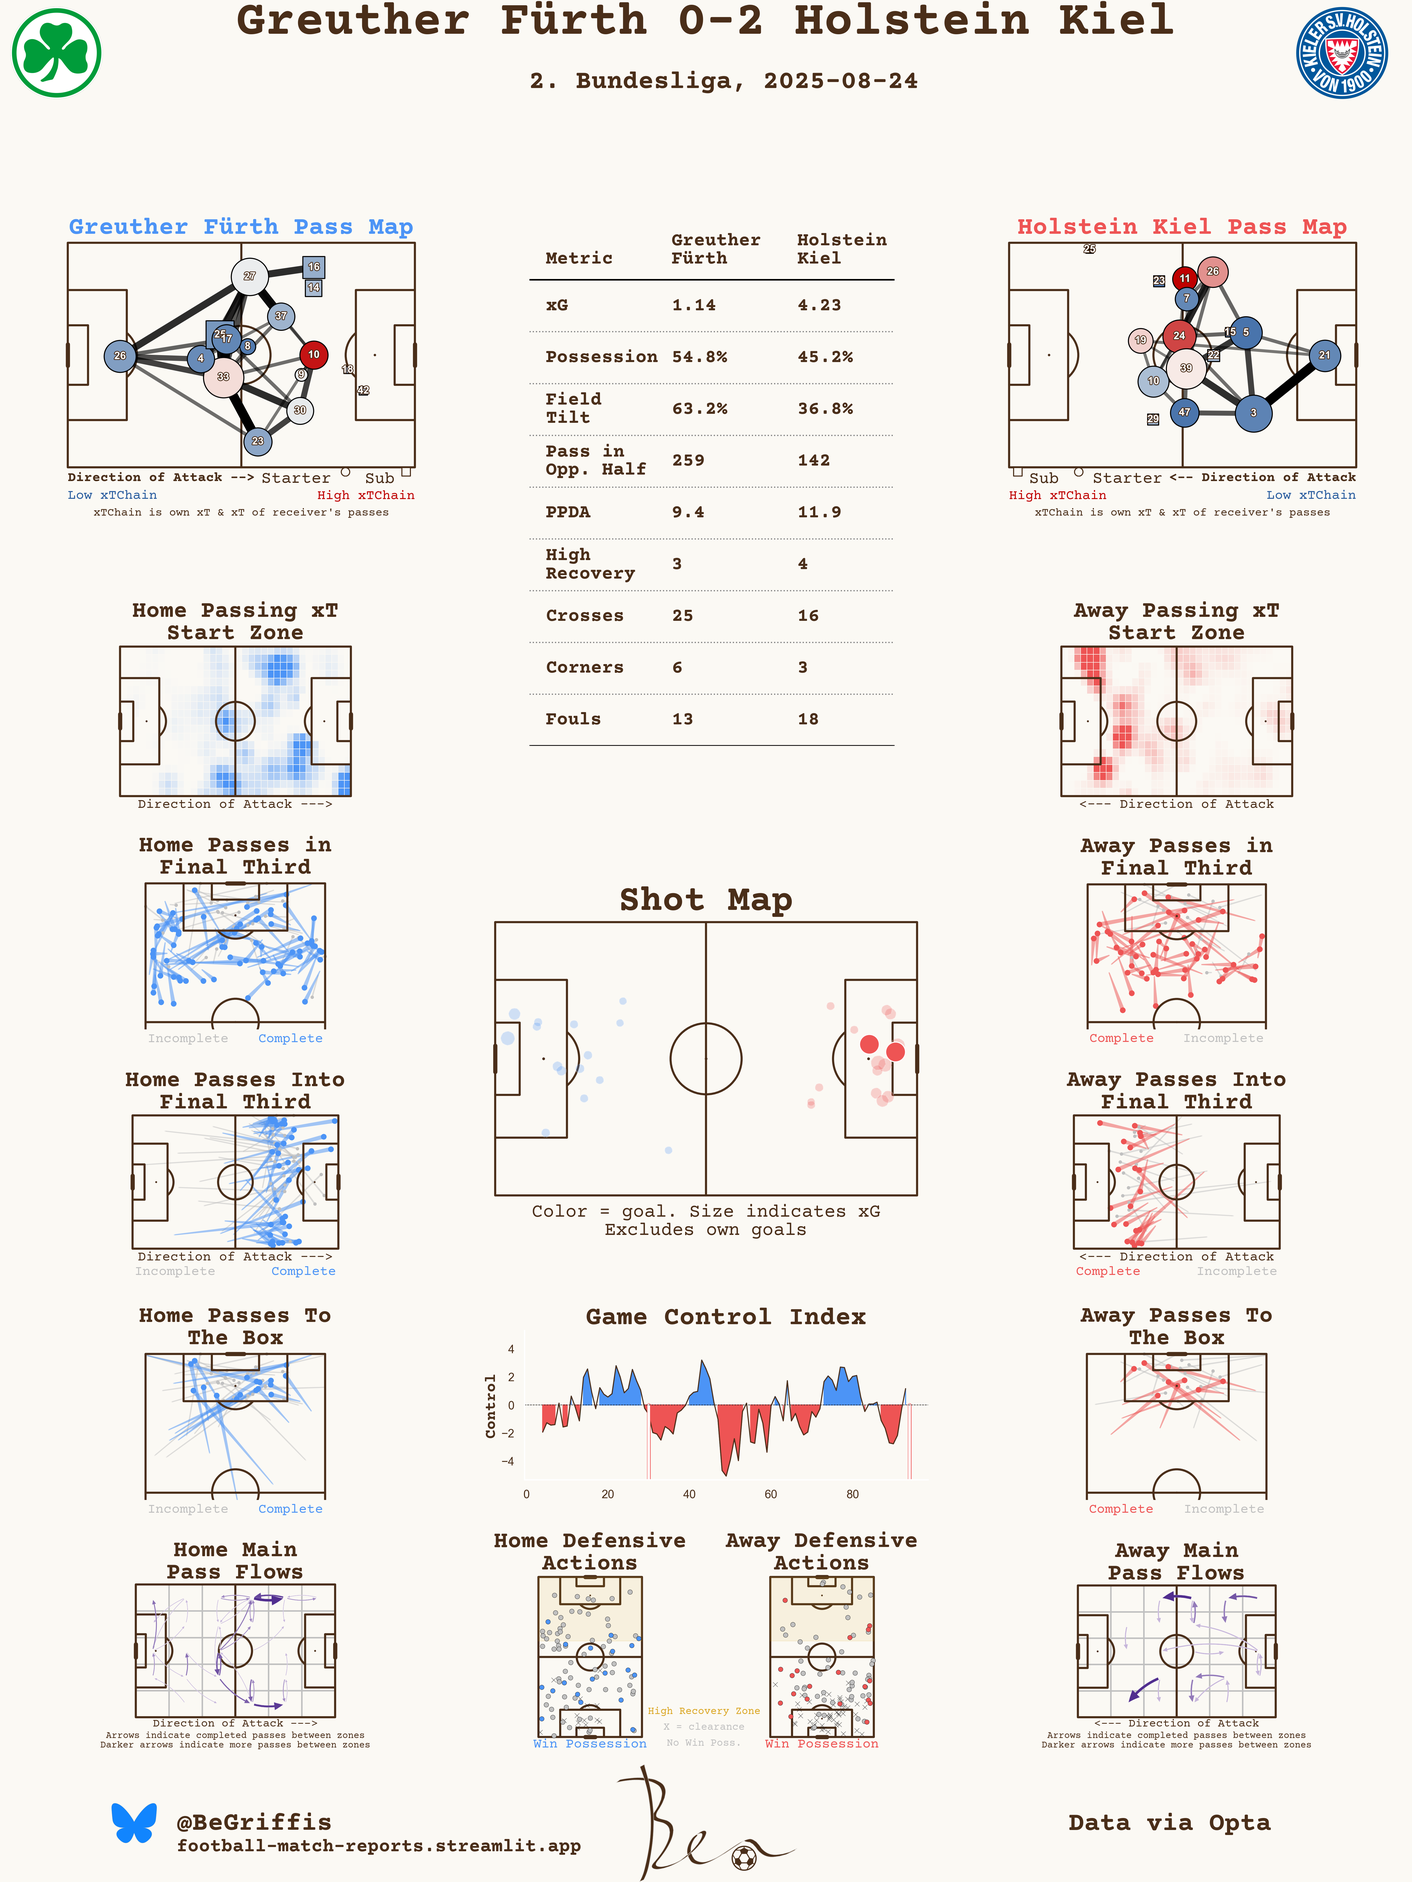 Greuther Fürth 0-2 Holstein Kiel
2. Bundesliga, 2025-08-24
KIELER S.V. HOLSTEIN
VON 1900
Greuther Fürth Pass Map
27
16
14
37
25
17
8
4
26
10
33
9
18
42
30
23
Direction of Attack --> Starter Sub
Low xTChain High xTChain
xTChain is own xT & xT of receiver's passes
Metric Greuther Fürth Holstein Kiel
xG 1.14 4.23
Possession 54.8% 45.2%
Field Tilt 63.2% 36.8%
Pass in Opp. Half 259 142
PPDA 9.4 11.9
High Recovery 3 4
Crosses 25 16
Corners 6 3
Fouls 13 18
Holstein Kiel Pass Map
25
23
11
26
7
24
15
5
19
22
21
39
10
29
47
3
Sub Starter <-- Direction of Attack
High xTChain Low xTChain
xTChain is own xT & xT of receiver's passes
Home Passing xT
Start Zone
Direction of Attack --->
Away Passing xT
Start Zone
<--- Direction of Attack
Home Passes in
Final Third
Incomplete Complete
Away Passes in
Final Third
Complete Incomplete
Shot Map
Color = goal. Size indicates xG
Excludes own goals
Home Passes Into
Final Third
Direction of Attack --->
Incomplete Complete
Away Passes Into
Final Third
<--- Direction of Attack
Complete Incomplete
Home Passes To
The Box
Incomplete Complete
Game Control Index
Control
4
2
0
−2
−4
0 20 40 60 80
Away Passes To
The Box
Complete Incomplete
Home Main
Pass Flows
Direction of Attack --->
Arrows indicate completed passes between zones
Darker arrows indicate more passes between zones
Home Defensive
Actions
Win Possession
High Recovery Zone
X = clearance
No Win Poss.
Away Defensive
Actions
Win Possession
Away Main
Pass Flows
<--- Direction of Attack
Arrows indicate completed passes between zones
Darker arrows indicate more passes between zones
@BeGriffis
football-match-reports.streamlit.app
Ben
Data via Opta